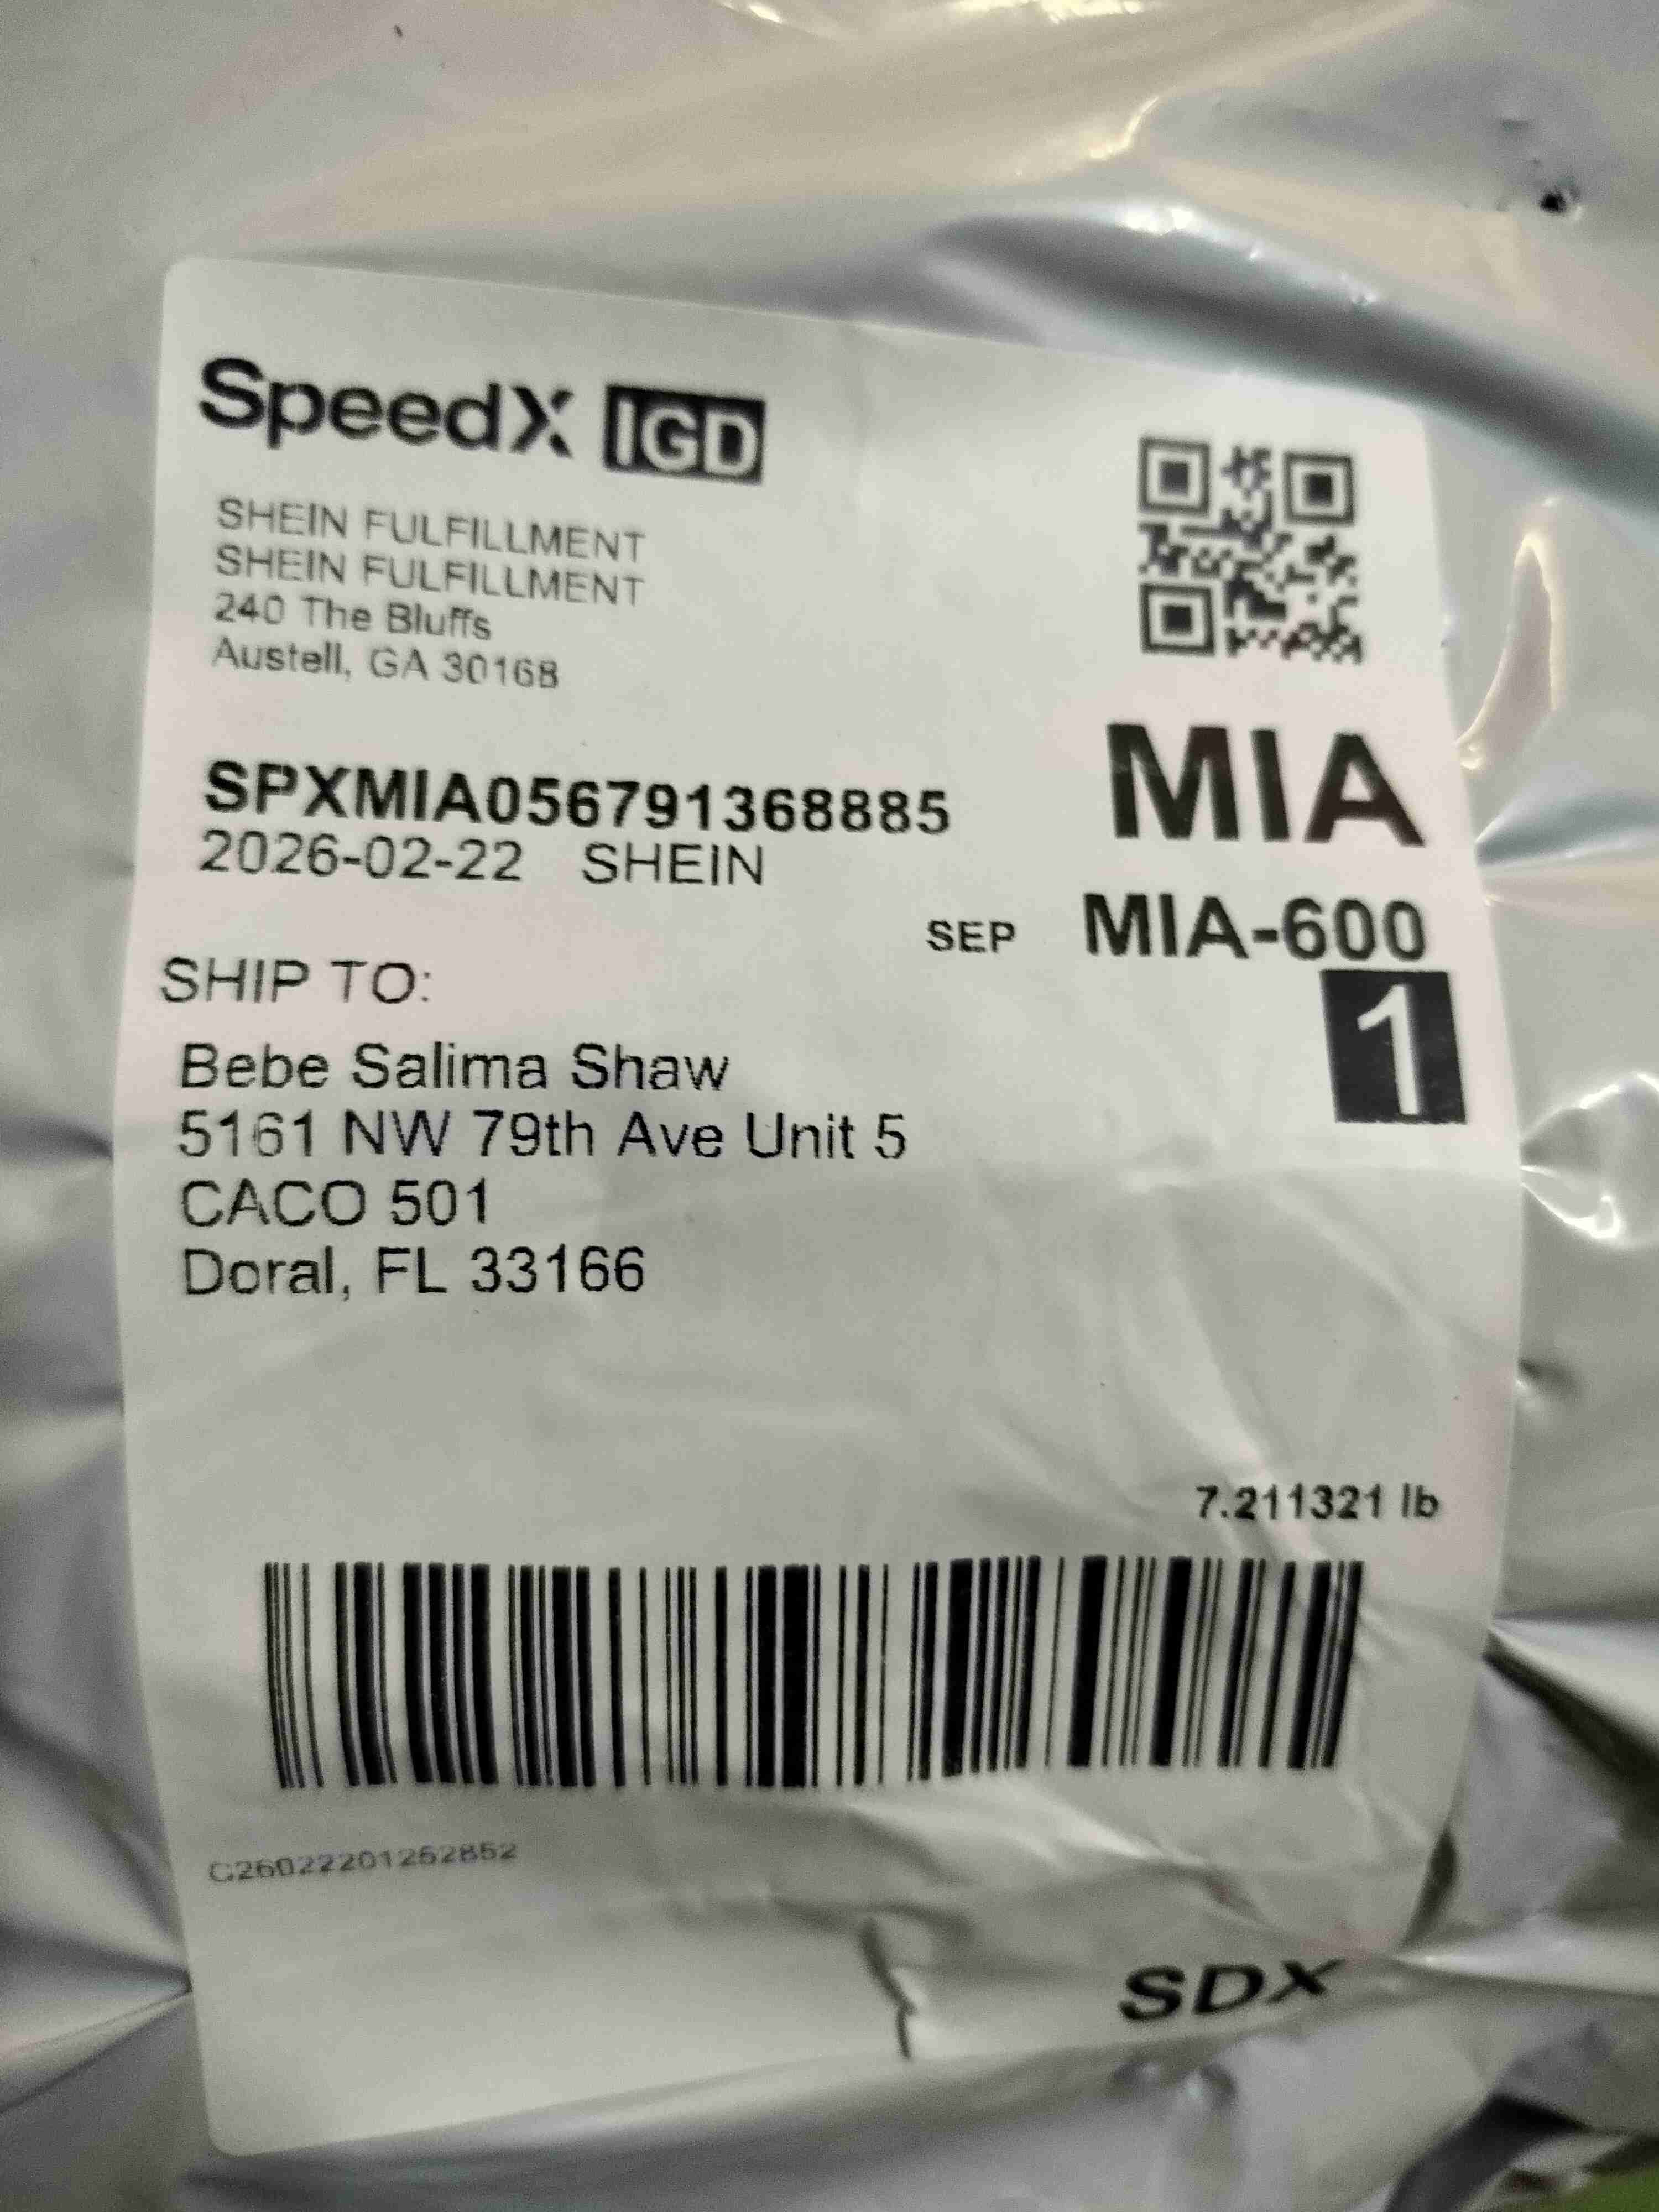 SpeedX IGD
SHEIN FULFILLMENT
SHEIN FULFILLMENT
240 The Bluffs
Austell, GA 30168
SPXMIA056791368885
2026-02-22 SHEIN
MIA
SEP MIA-600
1
SHIP TO:
Bebe Salima Shaw
5161 NW 79th Ave Unit 5
CACO 501
Doral, FL 33166
7.211321 lb
G26022201262852
SDX